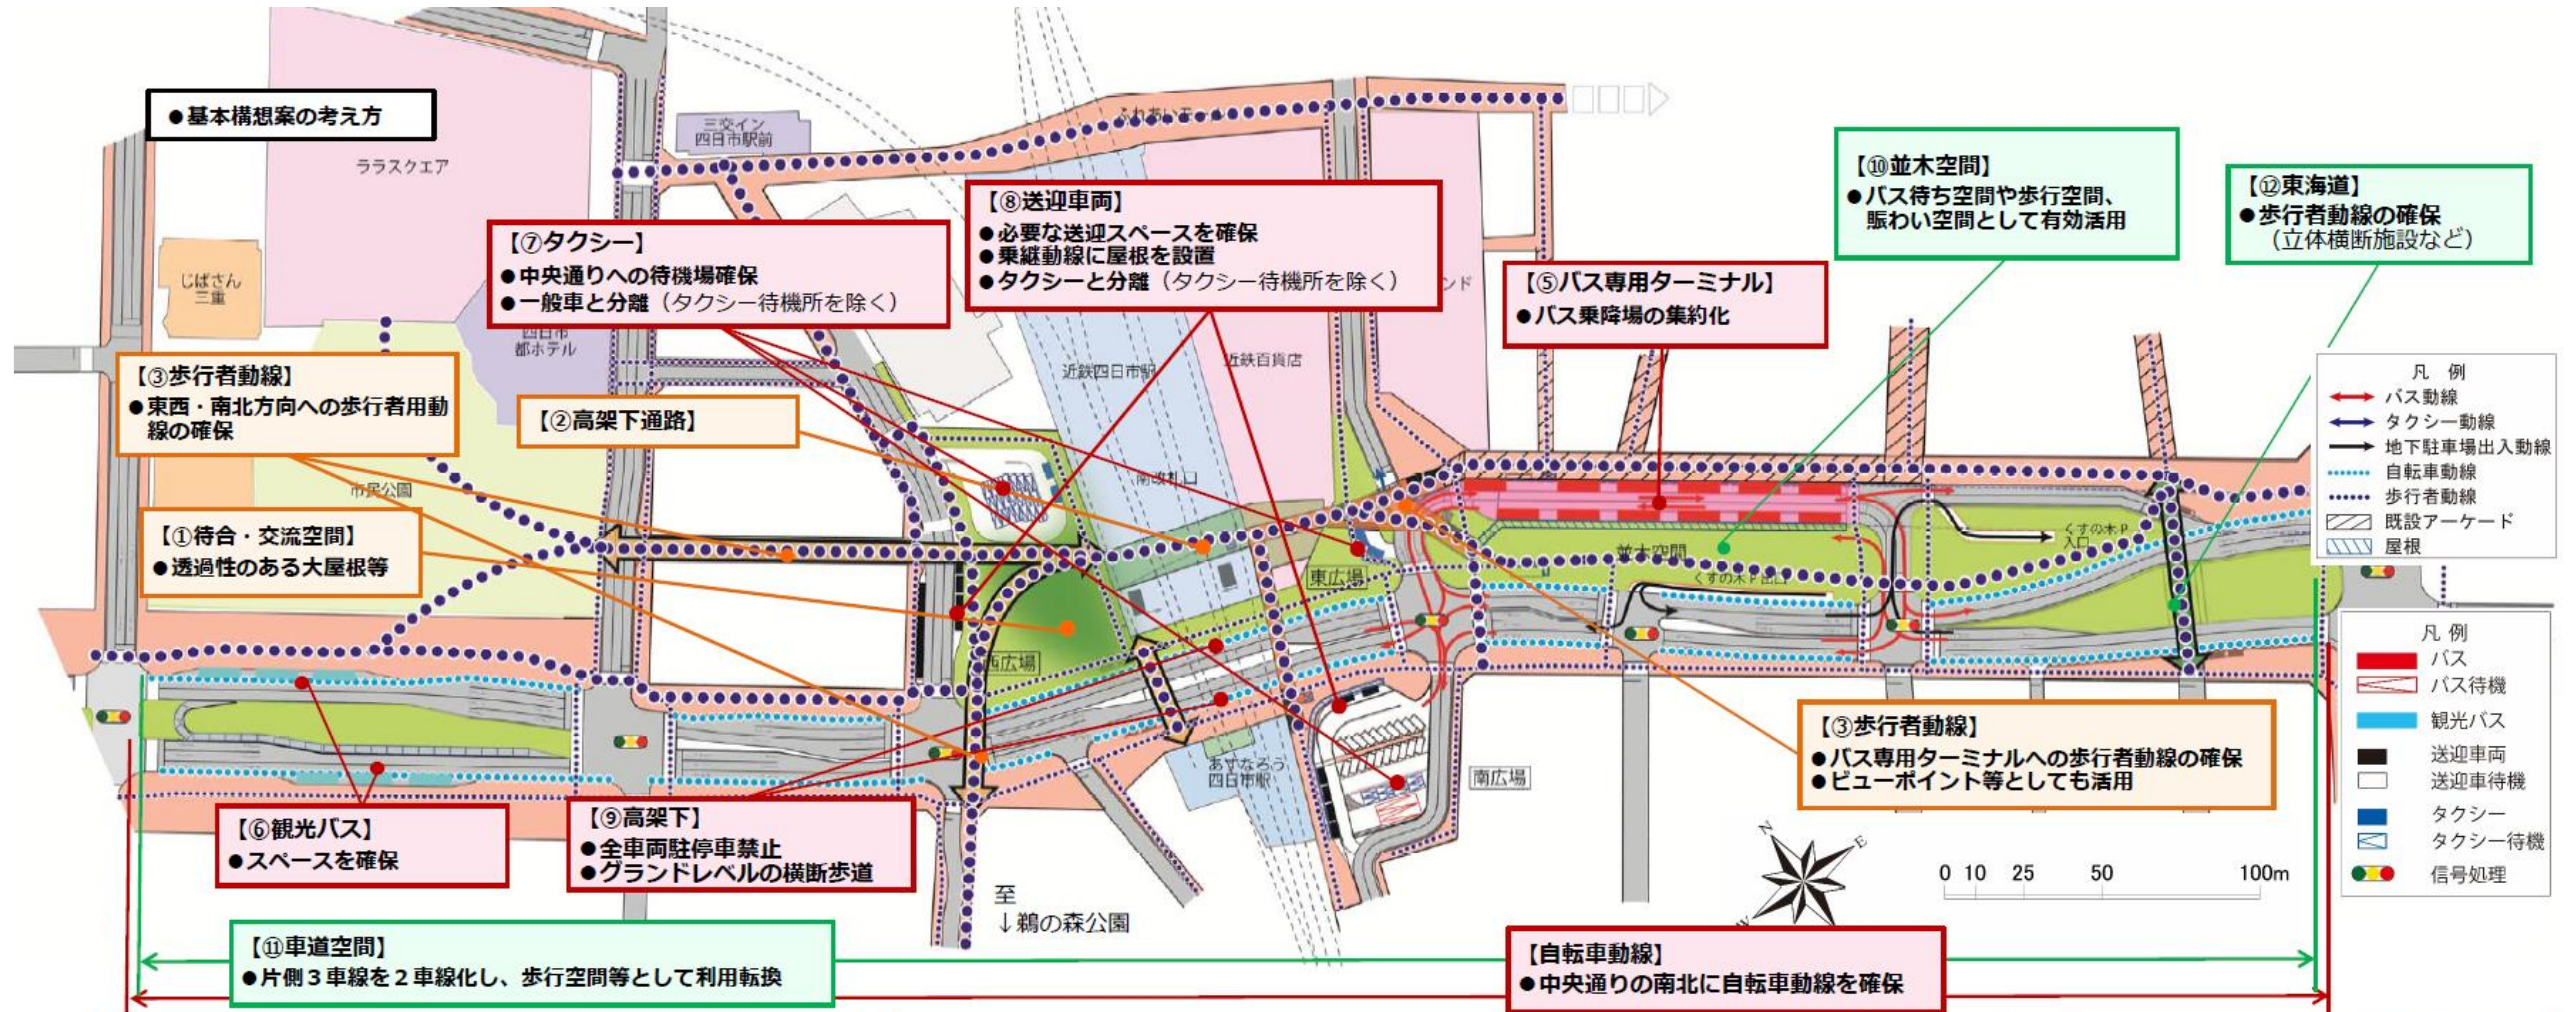 ●基本構想案の考え方
ララスクエア
三交イン
四日市駅前
ふれあいモール
じばさん
三重
四日市
都ホテル
【⑦タクシー】
●中央通りへの待機場確保
●一般車と分離（タクシー待機所を除く）
【⑧送迎車両】
●必要な送迎スペースを確保
●乗継動線に屋根を設置
●タクシーと分離（タクシー待機所を除く）
ンド
【⑤バス専用ターミナル】
●バス乗降場の集約化
【⑩並木空間】
●バス待ち空間や歩行空間、
賑わい空間として有効活用
【⑫東海道】
●歩行者動線の確保
（立体横断施設など）
【③歩行者動線】
●東西・南北方向への歩行者用動
線の確保
【②高架下通路】
近鉄四日市駅
近鉄百貨店
南改札口
市民公園
【①待合・交流空間】
●透過性のある大屋根等
西広場
東広場
並木空間
くすの木P
入口
くすの木P出口
凡 例
バス動線
タクシー動線
地下駐車場出入動線
自転車動線
歩行者動線
既設アーケード
屋根
凡 例
バス
バス待機
観光バス
送迎車両
送迎車待機
タクシー
タクシー待機
信号処理
あすなろう
四日市駅
南広場
【③歩行者動線】
●バス専用ターミナルへの歩行者動線の確保
●ビューポイント等としても活用
【⑥観光バス】
●スペースを確保
【⑨高架下】
●全車両駐停車禁止
●グランドレベルの横断歩道
至
↓鵜の森公園
N
E
W
0 10 25 50 100m
【⑪車道空間】
●片側３車線を２車線化し、歩行空間等として利用転換
【自転車動線】
●中央通りの南北に自転車動線を確保